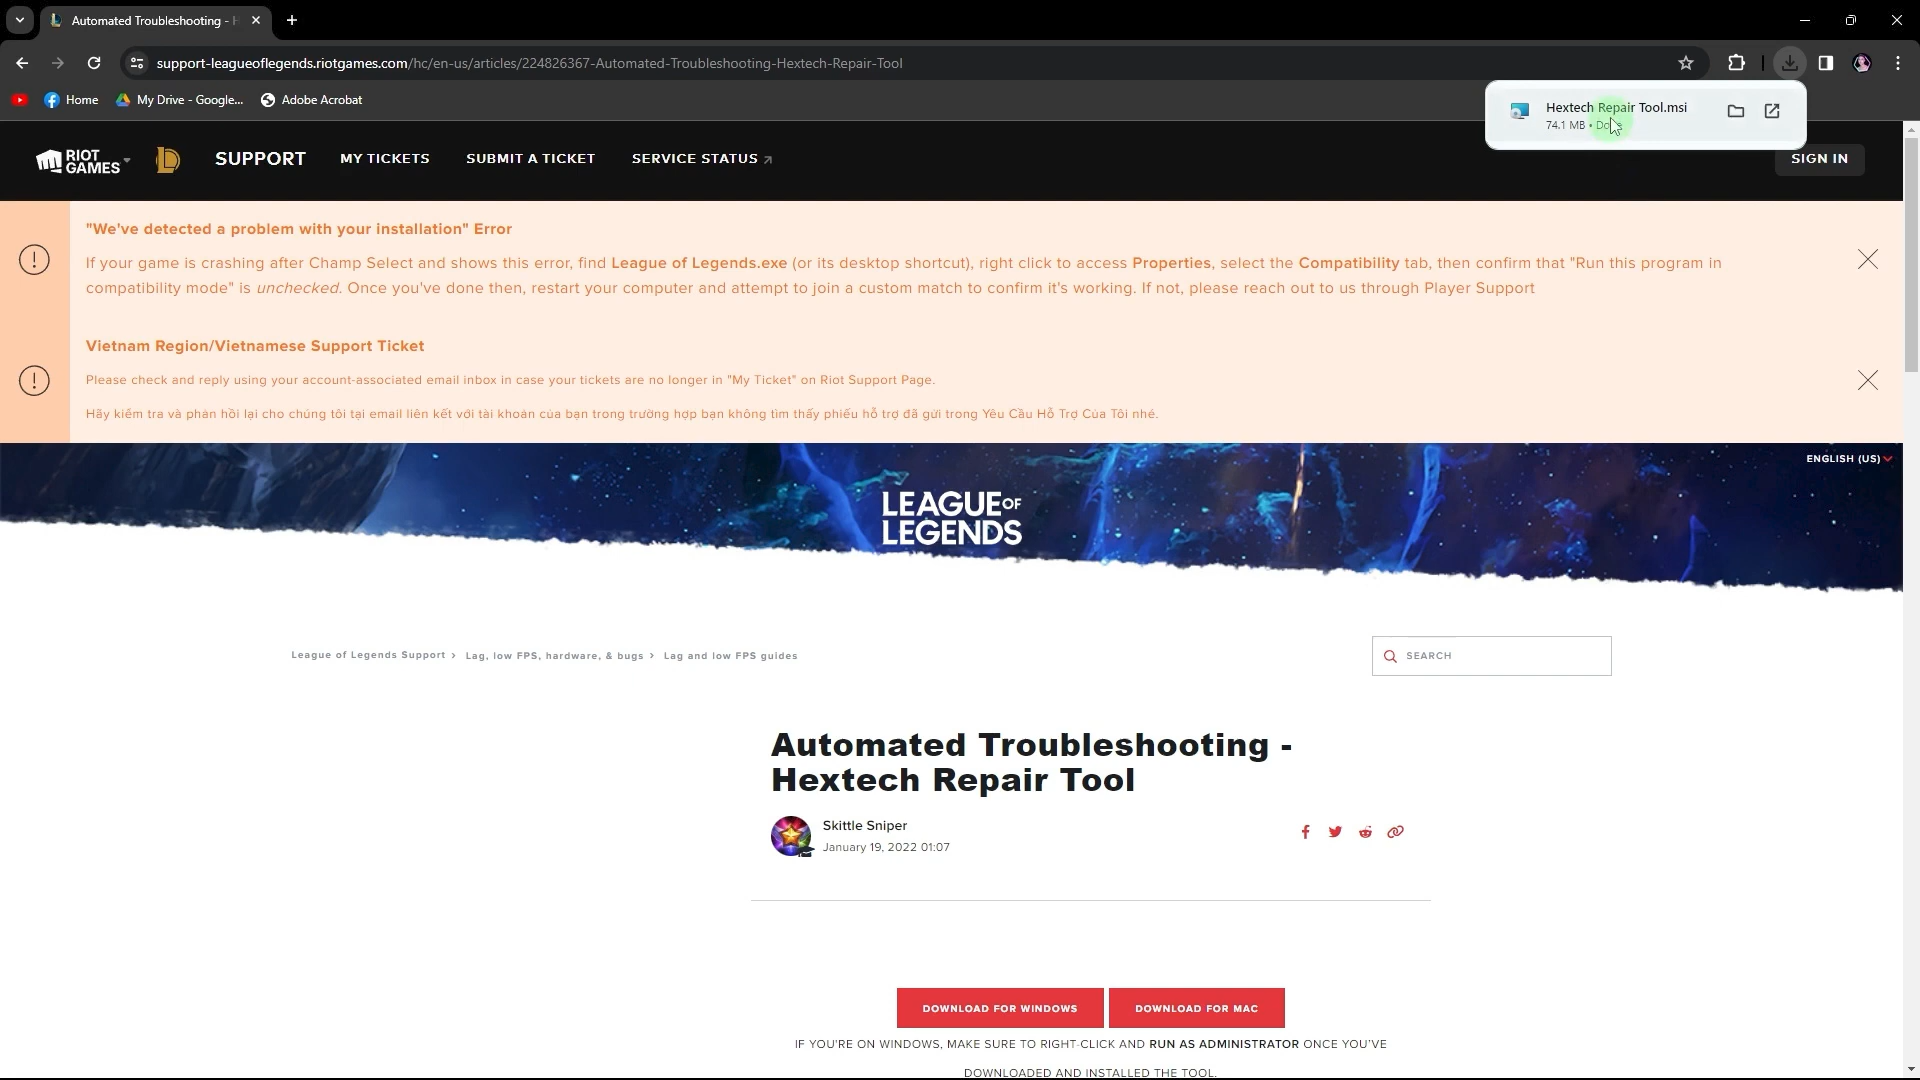 Automated Troubleshooting - H
support-leagueoflegends.riotgames.com/hc/en-us/articles/224826367-Automated-Troubleshooting-Hextech-Repair-Tool
Home
My Drive - Google...
Adobe Acrobat
Hextech Repair Tool.msi
74.1 MB • Done
RIOT
GAMES
SUPPORT
MY TICKETS
SUBMIT A TICKET
SERVICE STATUS
SIGN IN
"We've detected a problem with your installation" Error
If your game is crashing after Champ Select and shows this error, find League of Legends.exe (or its desktop shortcut), right click to access Properties, select the Compatibility tab, then confirm that "Run this program in
compatibility mode" is unchecked. Once you've done then, restart your computer and attempt to join a custom match to confirm it's working. If not, please reach out to us through Player Support
Vietnam Region/Vietnamese Support Ticket
Please check and reply using your account-associated email inbox in case your tickets are no longer in "My Ticket" on Riot Support Page.
Hãy kiểm tra và phản hồi lại cho chúng tôi tại email liên kết với tài khoản của bạn trong trường hợp bạn không tìm thấy phiếu hỗ trợ đã gửi trong Yêu Cầu Hỗ Trợ Của Tôi nhé.
ENGLISH (US)
LEAGUE OF
LEGENDS
League of Legends Support > Lag, low FPS, hardware, & bugs > Lag and low FPS guides
SEARCH
Automated Troubleshooting -
Hextech Repair Tool
Skittle Sniper
January 19, 2022 01:07
DOWNLOAD FOR WINDOWS
DOWNLOAD FOR MAC
IF YOU'RE ON WINDOWS, MAKE SURE TO RIGHT-CLICK AND RUN AS ADMINISTRATOR ONCE YOU'VE
DOWNLOADED AND INSTALLED THE TOOL.